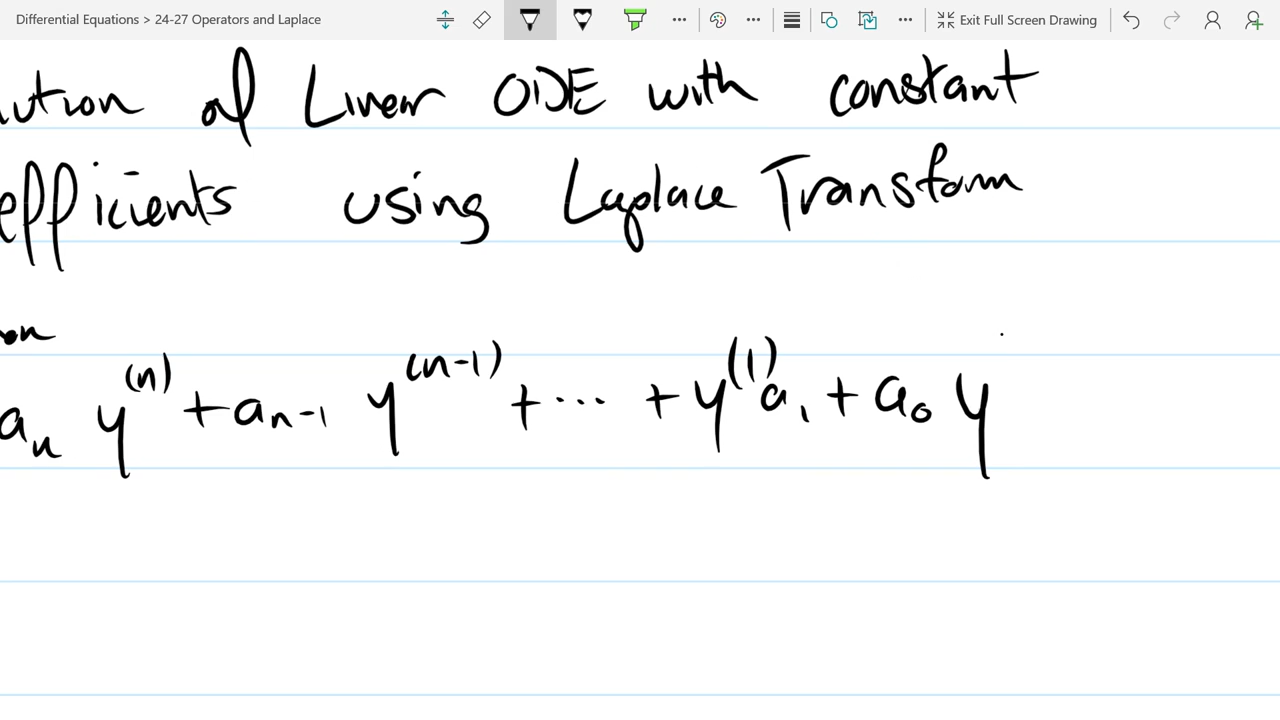 Differential Equations > 24-27 Operators and Laplace Exit Full Screen Drawing
ution of Linear ODE with constant
efficients using Laplace Transform
on
aₙ y⁽ⁿ⁾ + aₙ₋₁ y⁽ⁿ⁻¹⁾ + ... + y⁽¹⁾a₁ + a₀ y